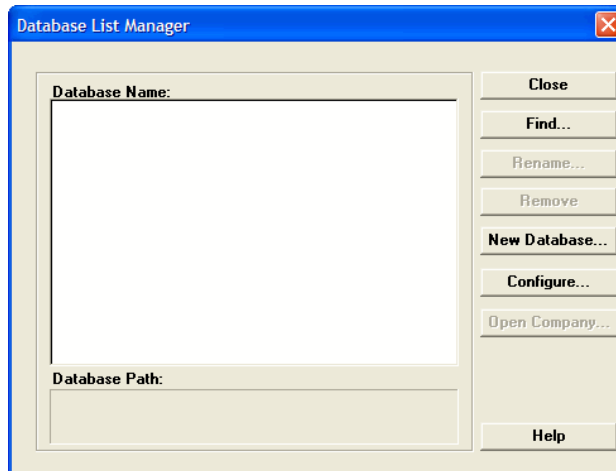 Database List Manager
Database Name:
Close
Find...
Rename...
Remove
New Database...
Configure...
Open Company...
Database Path:
Help